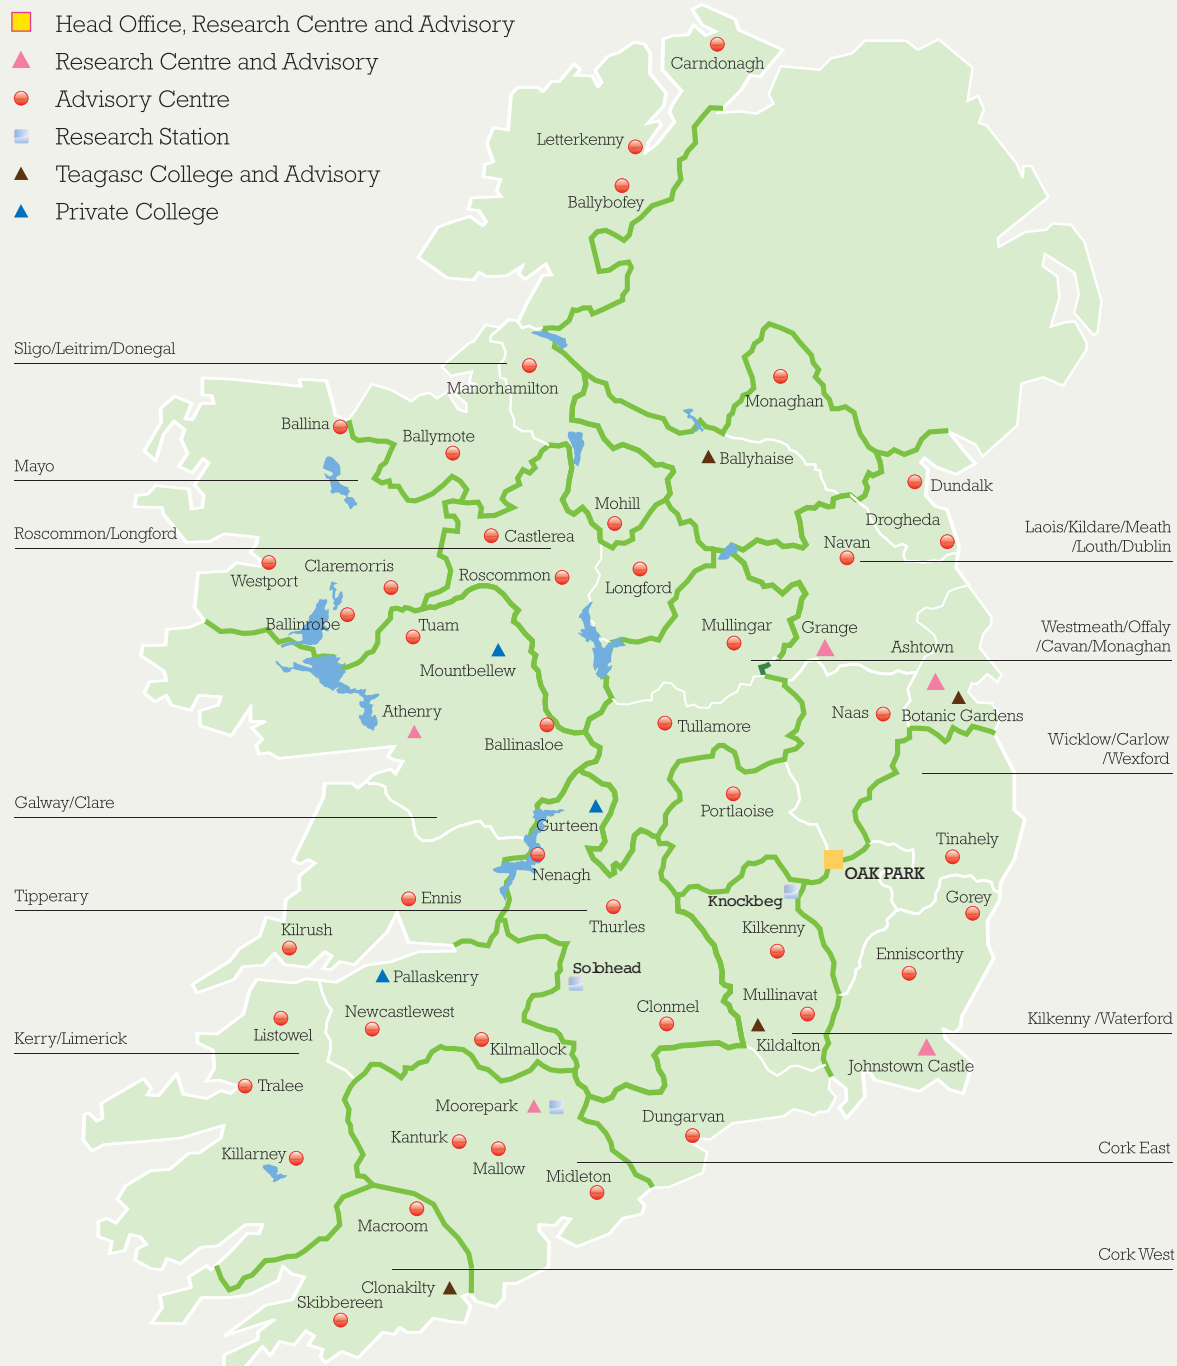 Head Office, Research Centre and Advisory
Research Centre and Advisory
Advisory Centre
Research Station
Teagasc College and Advisory
Private College
Carndonagh
Letterkenny
Ballybofey
Sligo/Leitrim/Donegal
Manorhamilton
Monaghan
Ballina
Ballymote
Ballyhaise
Mayo
Dundalk
Mohill
Drogheda
Roscommon/Longford
Castlerea
Navan
Laois/Kildare/Meath
/Louth/Dublin
Westport
Claremorris
Roscommon
Longford
Ballinrobe
Tuam
Mullingar
Grange
Ashtown
Westmeath/Offaly
/Cavan/Monaghan
Mountbellew
Athenry
Ballinasloe
Tullamore
Naas
Botanic Gardens
Wicklow/Carlow
/Wexford
Galway/Clare
Gurteen
Portlaoise
Tinahely
Nenagh
OAK PARK
Tipperary
Ennis
Thurles
Knockbeg
Gorey
Kilrush
Kilkenny
Enniscorthy
Pallaskenry
Solohead
Newcastlewest
Clonmel
Mullinavat
Listowel
Kerry/Limerick
Kilmallock
Kildalton
Kilkenny /Waterford
Johnstown Castle
Tralee
Moorepark
Dungarvan
Kanturk
Killarney
Mallow
Midleton
Cork East
Macroom
Cork West
Clonakilty
Skibbereen